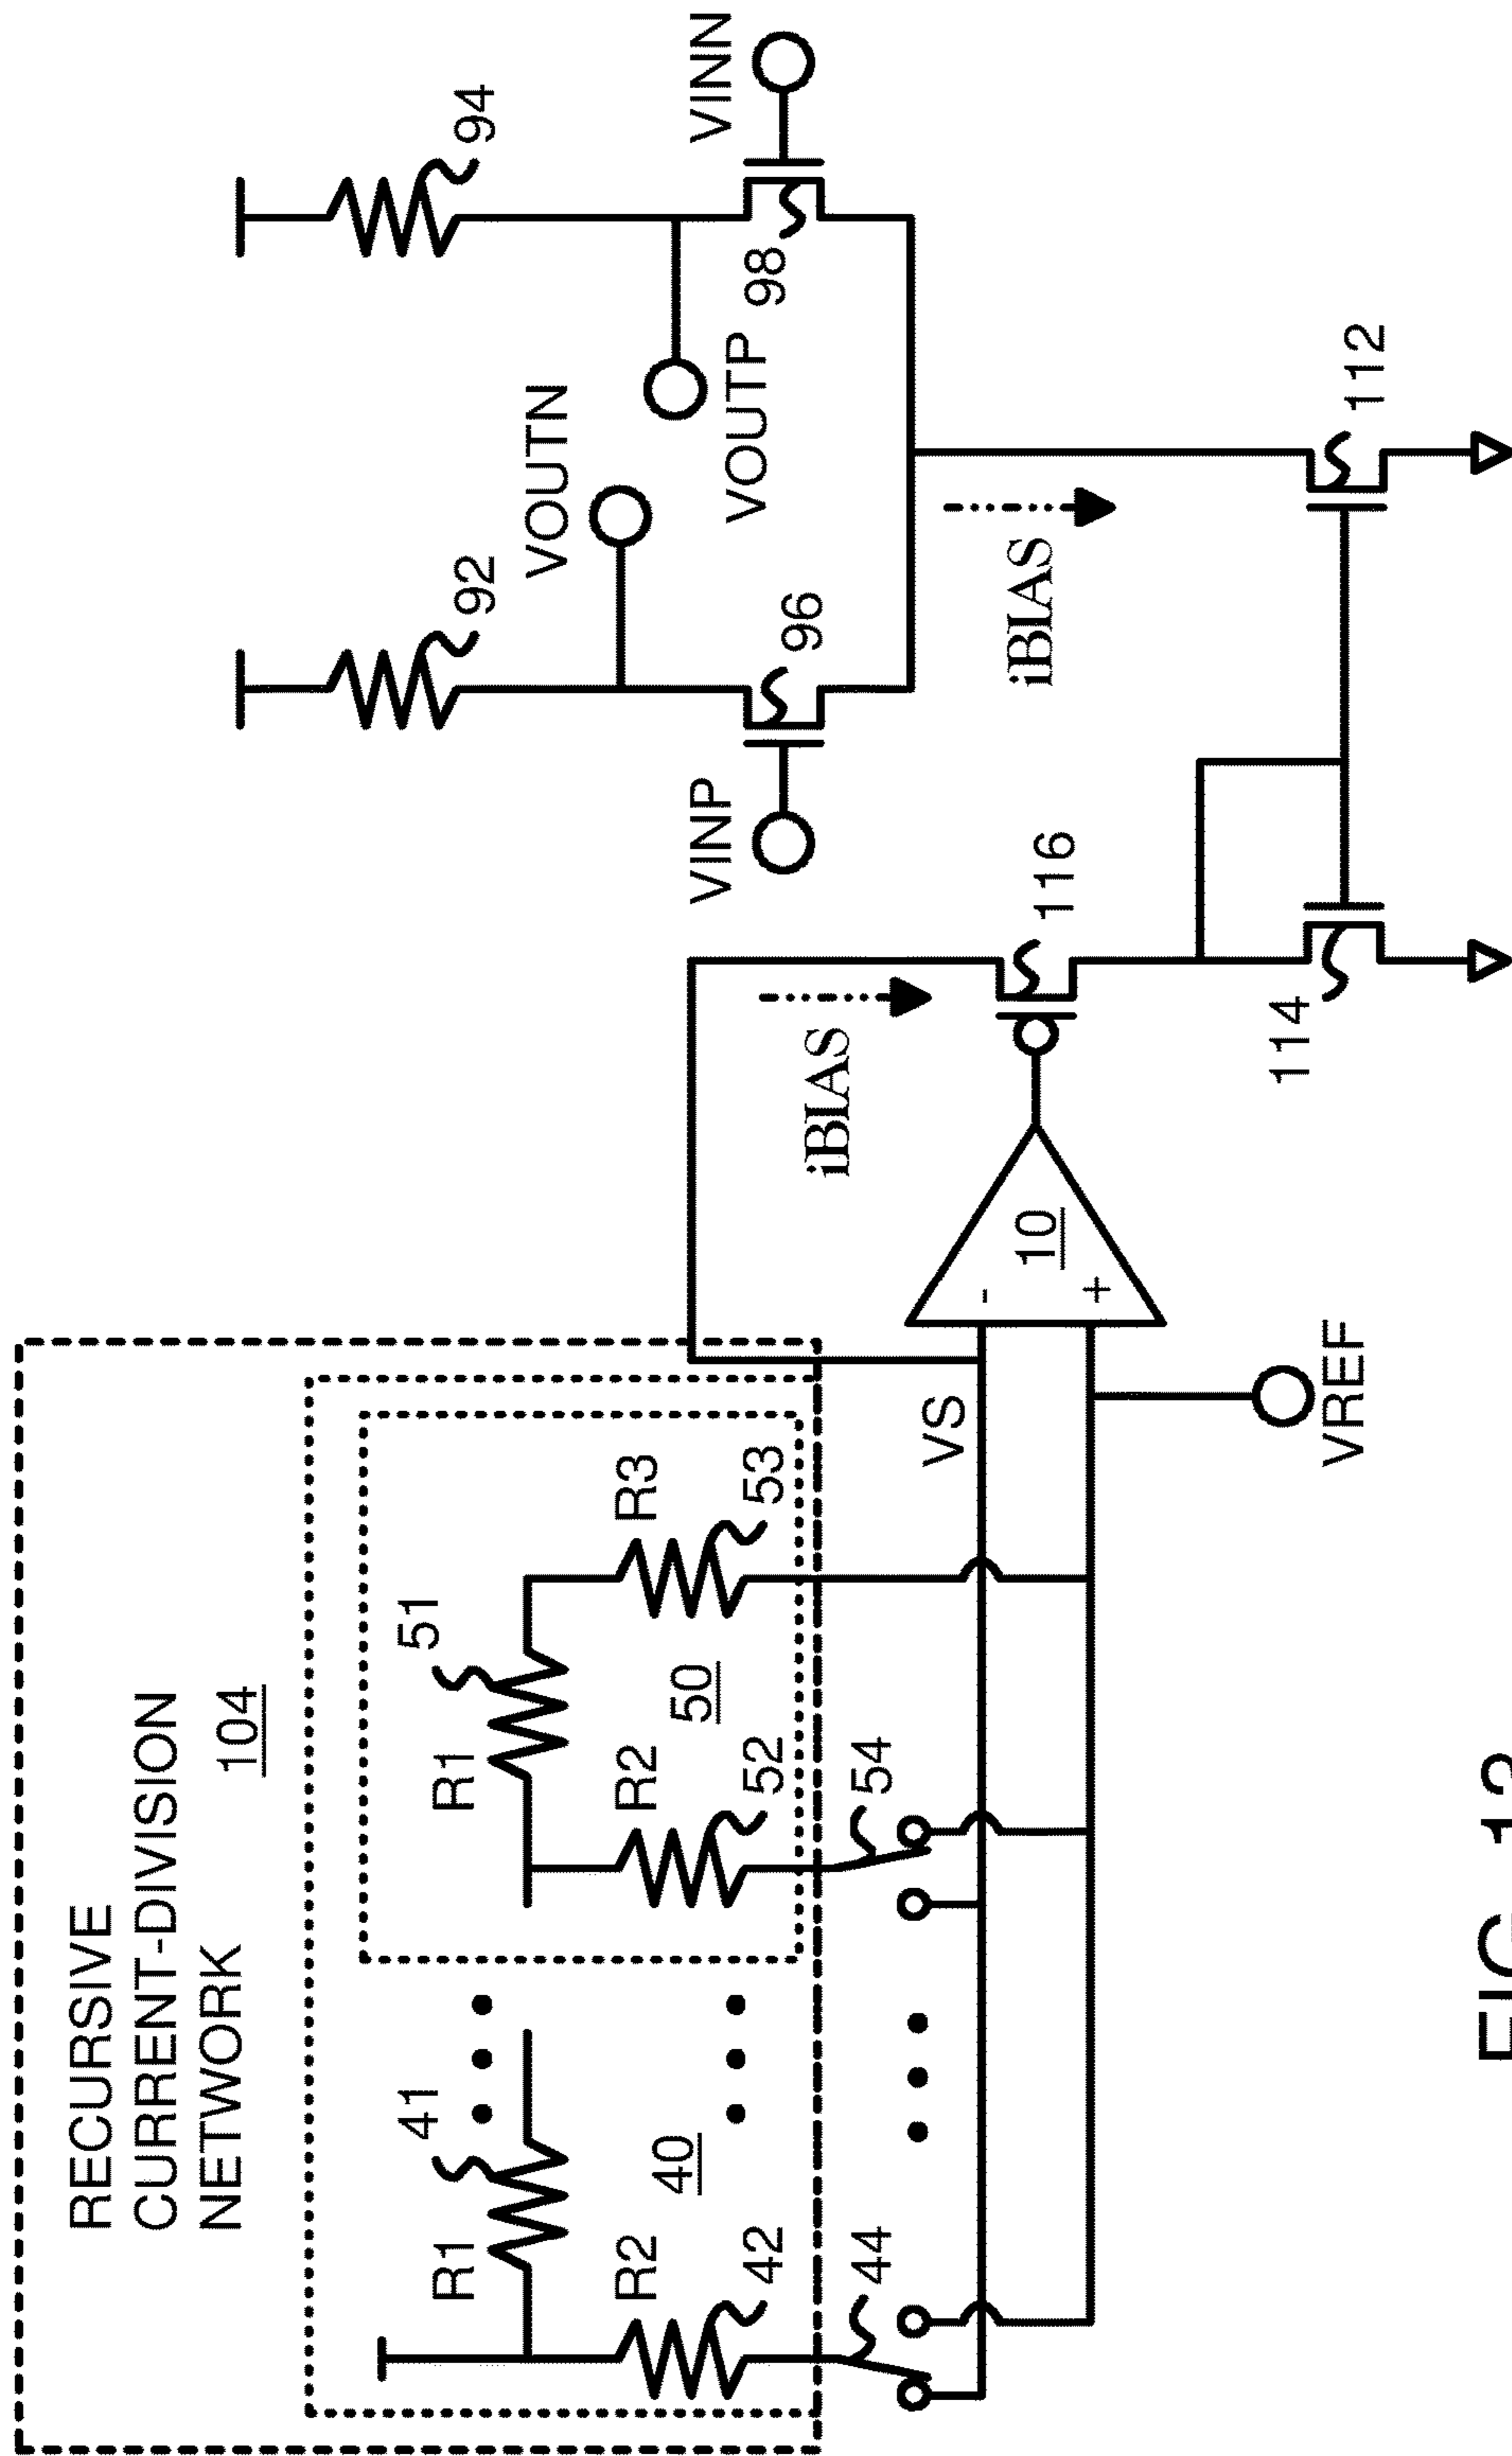 RECURSIVE
CURRENT-DIVISION
NETWORK
104
R1
41
R1
51
R2
40
42
R2
50
52
R3
53
44
54
VS
-
+
10
VREF
iBIAS
116
114
92
94
VOUTN
VOUTP
VINP
96
98
VINN
iBIAS
112